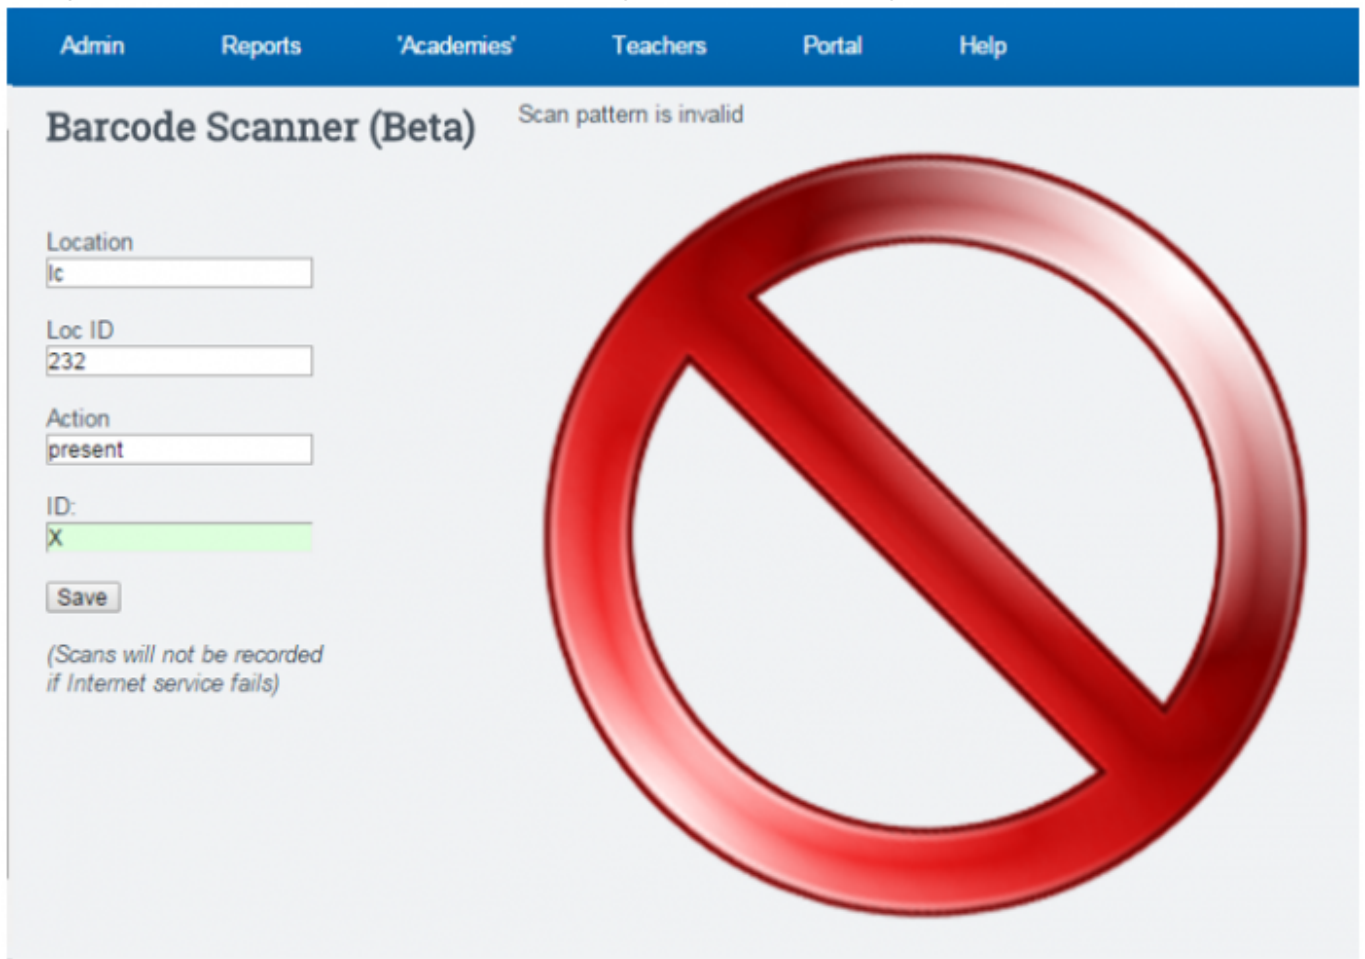 Admin Reports 'Academies' Teachers Portal Help
Barcode Scanner (Beta)
Scan pattern is invalid
Location
lc
Loc ID
232
Action
present
ID:
X
Save
(Scans will not be recorded
if Internet service fails)